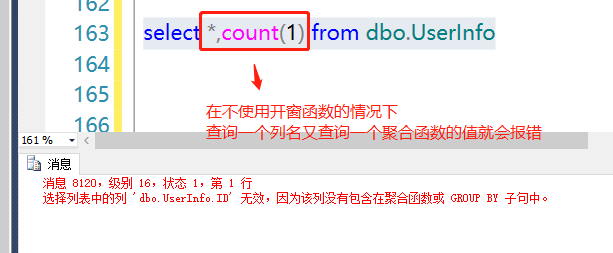 162
163 select *,count(1) from dbo.UserInfo
164
165 在不使用开窗函数的情况下
查询一个列名又查询一个聚合函数的值就会报错
166
161 %
消息
消息 8120，级别 16，状态 1，第 1 行
选择列表中的列 'dbo.UserInfo.ID' 无效，因为该列没有包含在聚合函数或 GROUP BY 子句中。